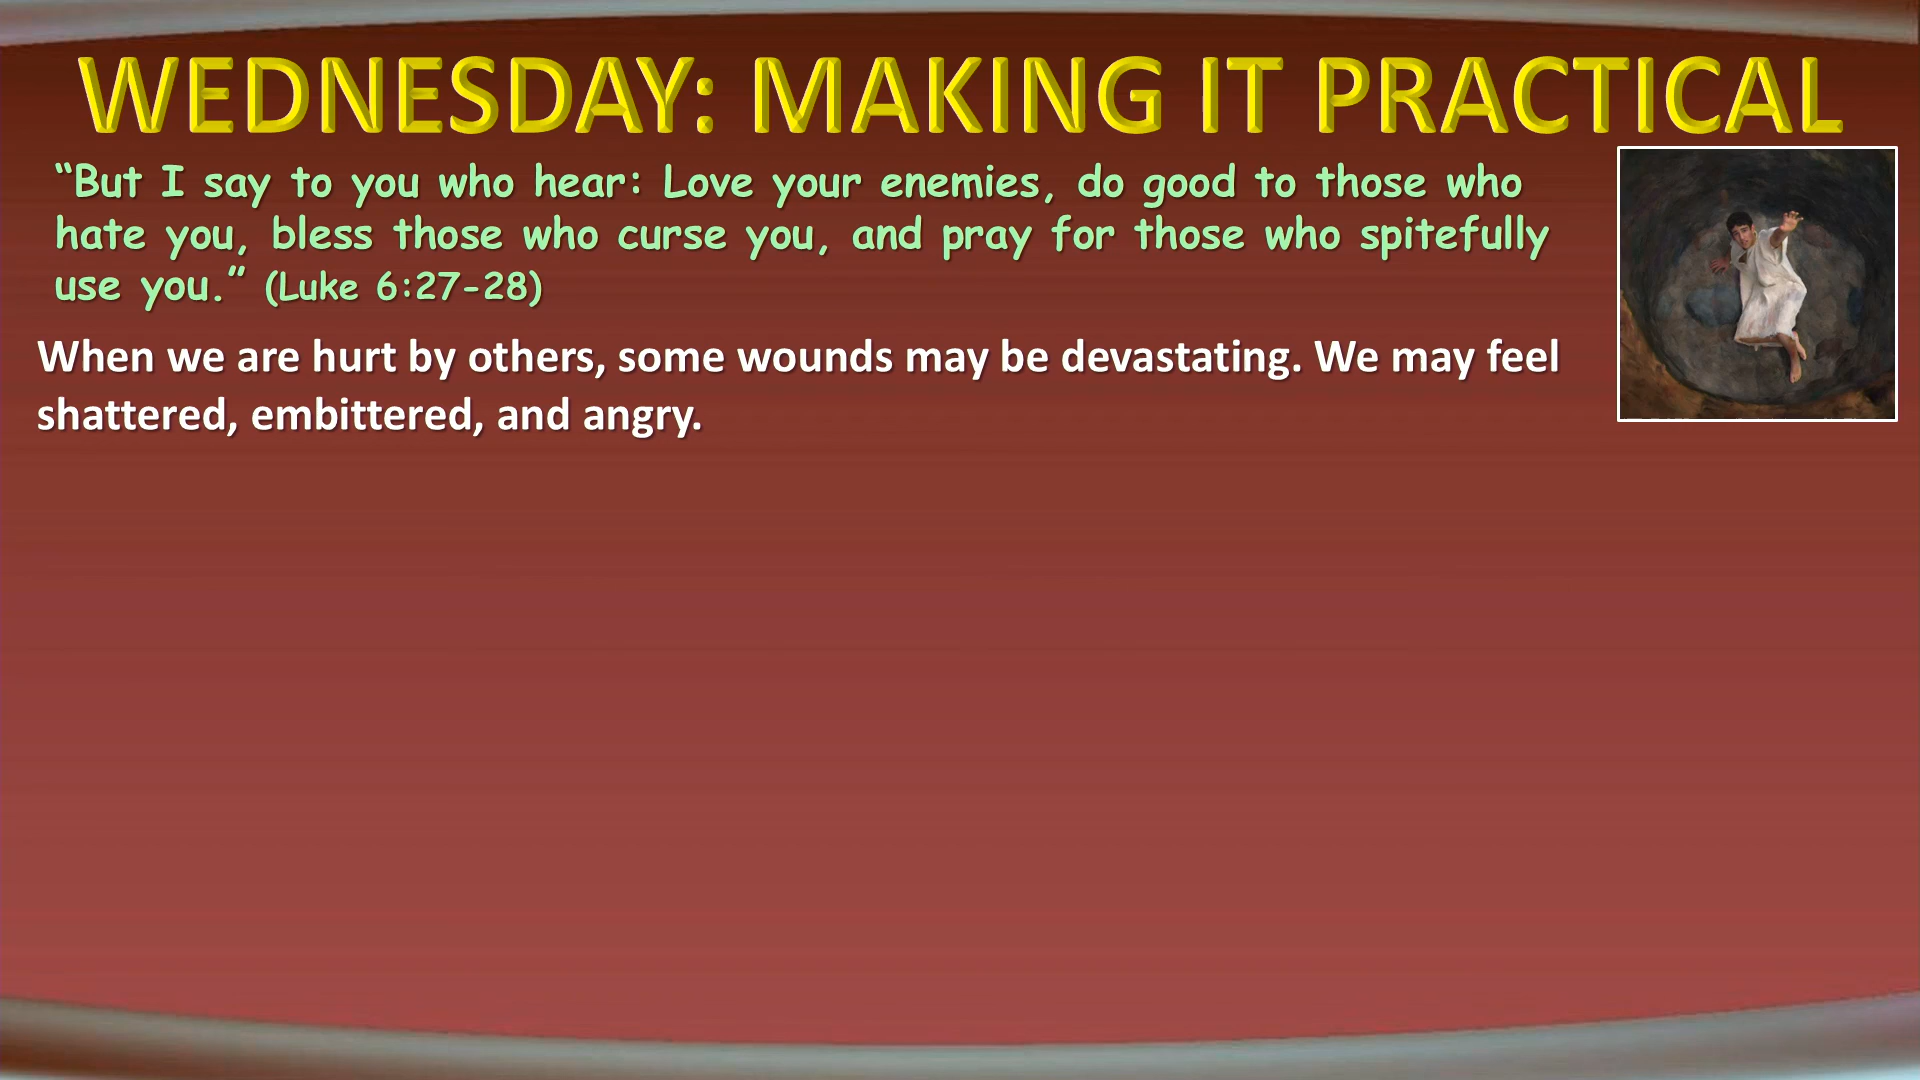 WEDNESDAY: MAKING IT PRACTICAL
“But I say to you who hear: Love your enemies, do good to those who
hate you, bless those who curse you, and pray for those who spitefully
use you.” (Luke 6:27-28)
When we are hurt by others, some wounds may be devastating. We may feel
shattered, embittered, and angry.